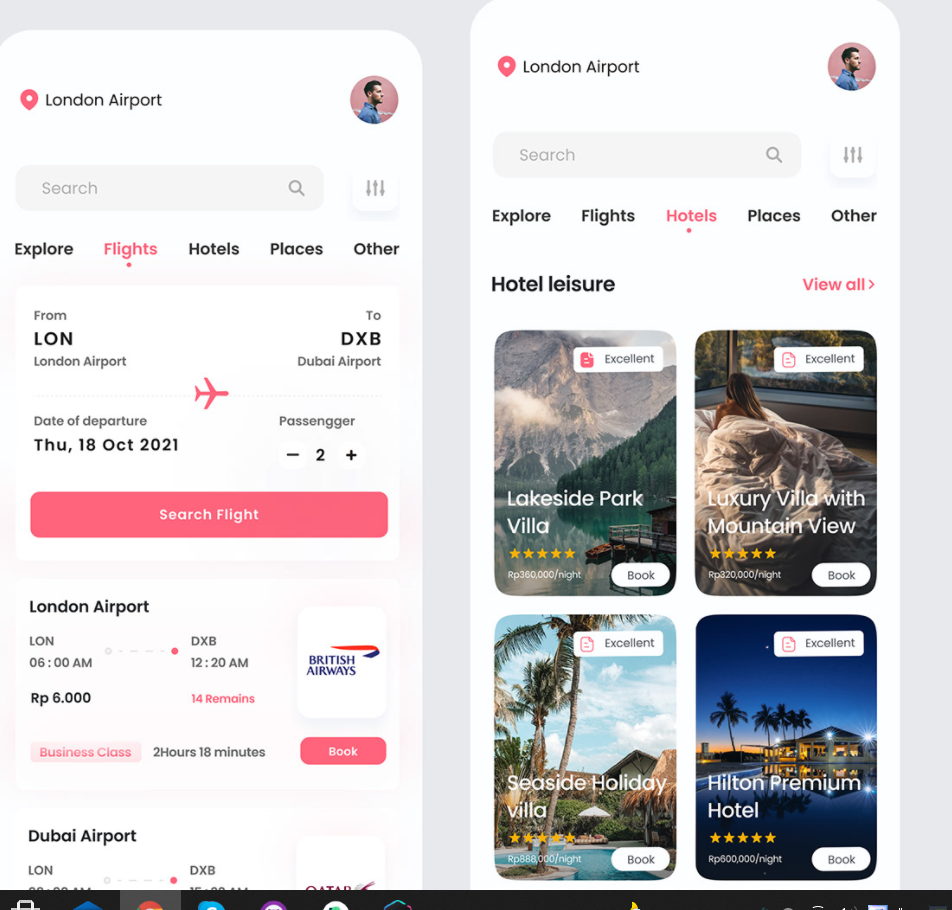 London Airport
Search
Explore Flights Hotels Places Other
From To
LON DXB
London Airport Dubai Airport
Date of departure Passengger
Thu, 18 Oct 2021
2
Search Flight
London Airport
LON DXB
06 : 00 AM 12 : 20 AM
BRITISH
AIRWAYS
Rp 6.000 14 Remains
Business Class 2Hours 18 minutes Book
Dubai Airport
LON DXB
London Airport
Search
Explore Flights Hotels Places Other
Hotel leisure View all
Excellent
Lakeside Park
Villa
Rp360,000/night Book
Excellent
Luxury Villa with
Mountain View
Rp320,000/night Book
Excellent
Seaside Holiday
villa
Rp888,000/night Book
Excellent
Hilton Premium
Hotel
Rp600,000/night Book